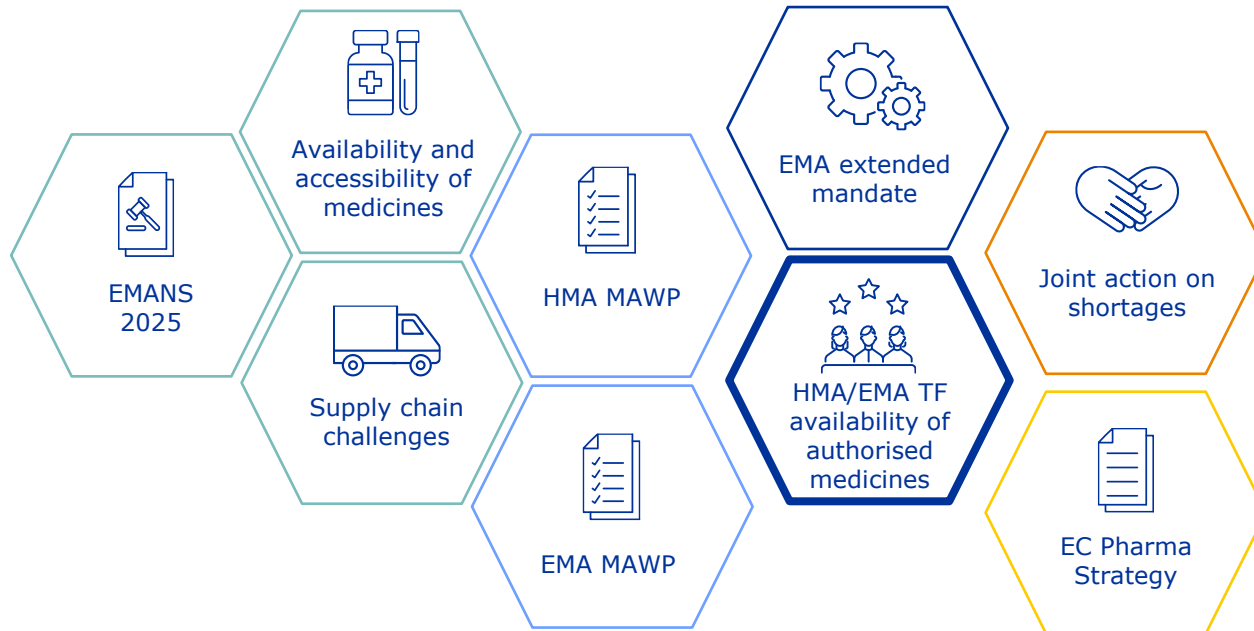 EMANS
2025
Availability and
accessibility of
medicines
Supply chain
challenges
HMA MAWP
EMA MAWP
EMA extended
mandate
HMA/EMA TF
availability of
authorised
medicines
Joint action on
shortages
EC Pharma
Strategy